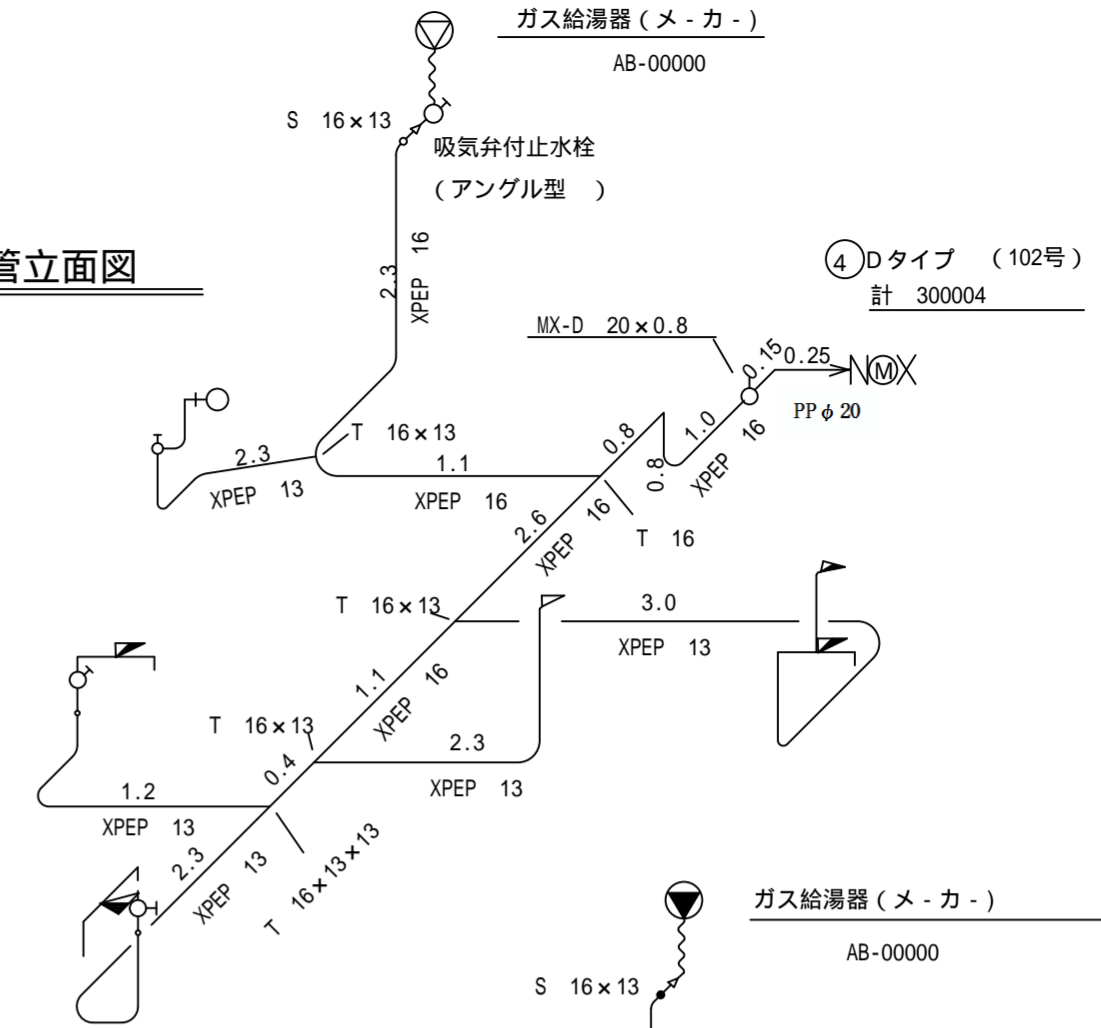 ガス給湯器 ( メ - カ - )
AB-00000
S 16×13
吸気弁付止水栓
( アングル型 )
管立面図
2.3
XPEP 16
④ Dタイプ ( 102号 )
計 300004
MX-D 20×0.8
0.15
0.25
N Ⓜ X
PPφ20
T 16×13
2.3
XPEP 13
1.1
XPEP 16
0.8
0.8
1.0
XPEP 16
T 16
2.6
XPEP 16
T 16×13
3.0
XPEP 13
1.1
XPEP 16
T 16×13
2.3
XPEP 13
0.4
1.2
XPEP 13
2.3
XPEP 13
T 16×13×13
ガス給湯器 ( メ - カ - )
AB-00000
S 16×13